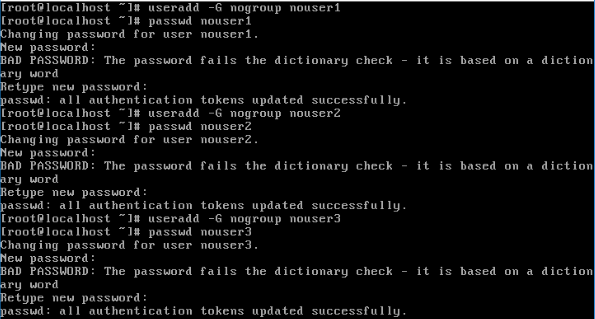 [root@localhost ~]# useradd -G nogroup nouser1
[root@localhost ~]# passwd nouser1
Changing password for user nouser1.
New password:
BAD PASSWORD: The password fails the dictionary check - it is based on a diction
ary word
Retype new password:
passwd: all authentication tokens updated successfully.
[root@localhost ~]# useradd -G nogroup nouser2
[root@localhost ~]# passwd nouser2
Changing password for user nouser2.
New password:
BAD PASSWORD: The password fails the dictionary check - it is based on a diction
ary word
Retype new password:
passwd: all authentication tokens updated successfully.
[root@localhost ~]# useradd -G nogroup nouser3
[root@localhost ~]# passwd nouser3
Changing password for user nouser3.
New password:
BAD PASSWORD: The password fails the dictionary check - it is based on a diction
ary word
Retype new password:
passwd: all authentication tokens updated successfully.